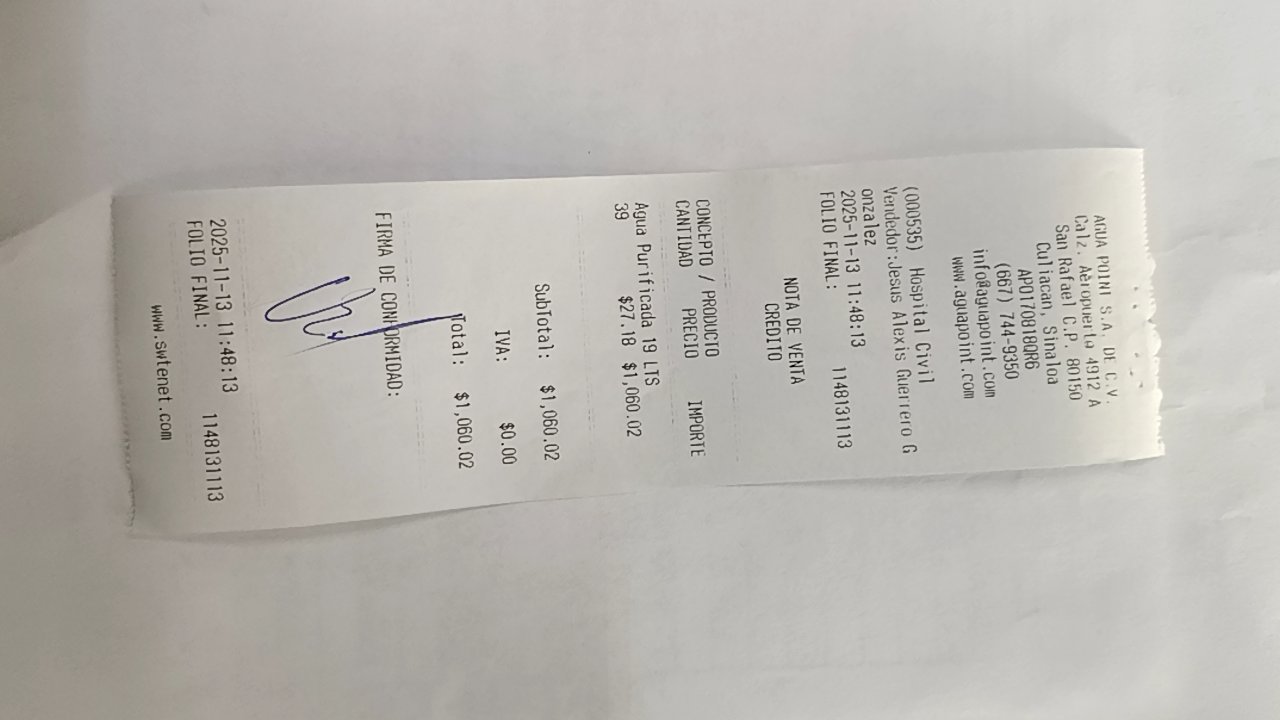 AGUA POINT S.A. DE C.V.
Calz. Aeropuerto 4912 A
San Rafael C.P. 80150
Culiacan, Sinaloa
APO170818QR6
(667) 744-9350
info@aguapoint.com
www.aguapoint.com
(000535) Hospital Civil
Vendedor:Jesus Alexis Guerrero G
onzalez
2025-11-13 11:48:13
FOLIO FINAL: 1148131113
NOTA DE VENTA
CREDITO
CONCEPTO / PRODUCTO
CANTIDAD PRECIO IMPORTE
Agua Purificada 19 LTS
39 $27.18 $1,060.02
SubTotal: $1,060.02
IVA: $0.00
Total: $1,060.02
FIRMA DE CONFORMIDAD:
2025-11-13 11:48:13
FOLIO FINAL: 1148131113
www.swtenet.com